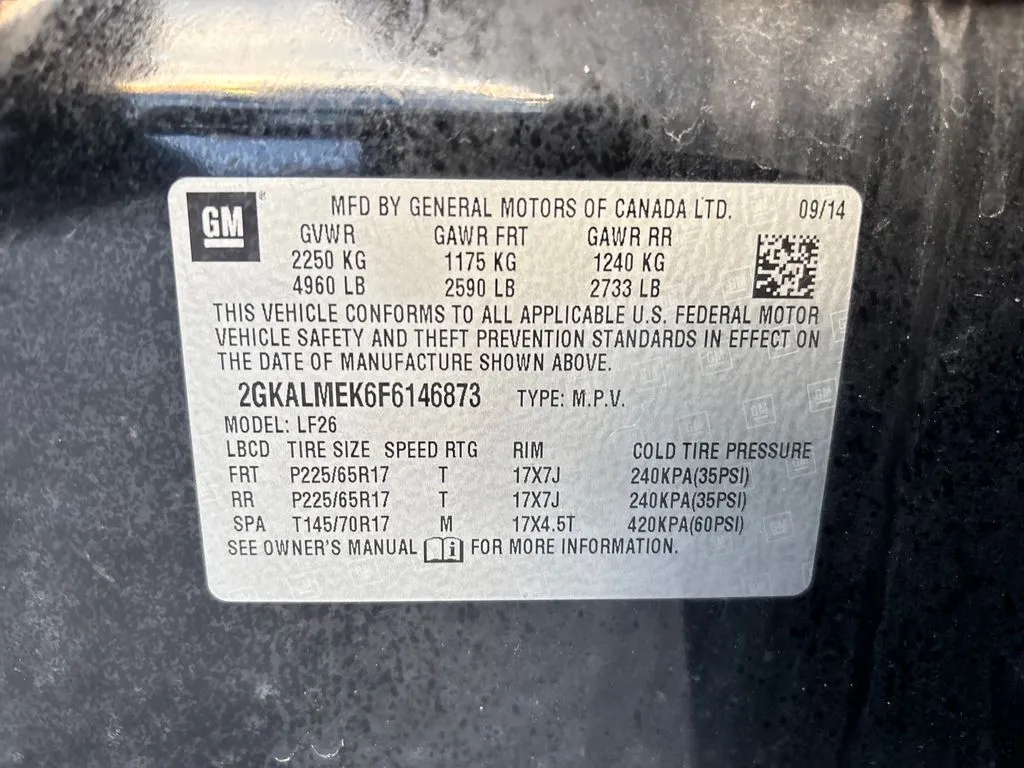 GM
MFD BY GENERAL MOTORS OF CANADA LTD. 09/14
GVWR GAWR FRT GAWR RR
2250 KG 1175 KG 1240 KG
4960 LB 2590 LB 2733 LB
THIS VEHICLE CONFORMS TO ALL APPLICABLE U.S. FEDERAL MOTOR
VEHICLE SAFETY AND THEFT PREVENTION STANDARDS IN EFFECT ON
THE DATE OF MANUFACTURE SHOWN ABOVE.
2GKALMEK6F6146873 TYPE: M.P.V.
MODEL: LF26
LBCD TIRE SIZE SPEED RTG RIM COLD TIRE PRESSURE
FRT P225/65R17 T 17X7J 240KPA(35PSI)
RR P225/65R17 T 17X7J 240KPA(35PSI)
SPA T145/70R17 M 17X4.5T 420KPA(60PSI)
SEE OWNER'S MANUAL i FOR MORE INFORMATION.